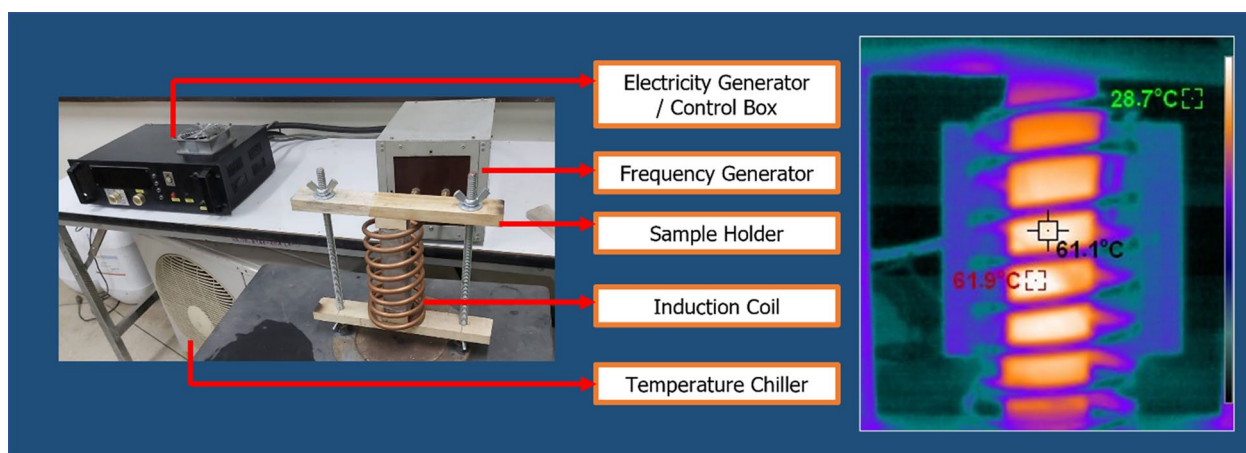 Electricity Generator
/ Control Box
Frequency Generator
Sample Holder
Induction Coil
Temperature Chiller
28.7°C
61.1°C
61.9°C